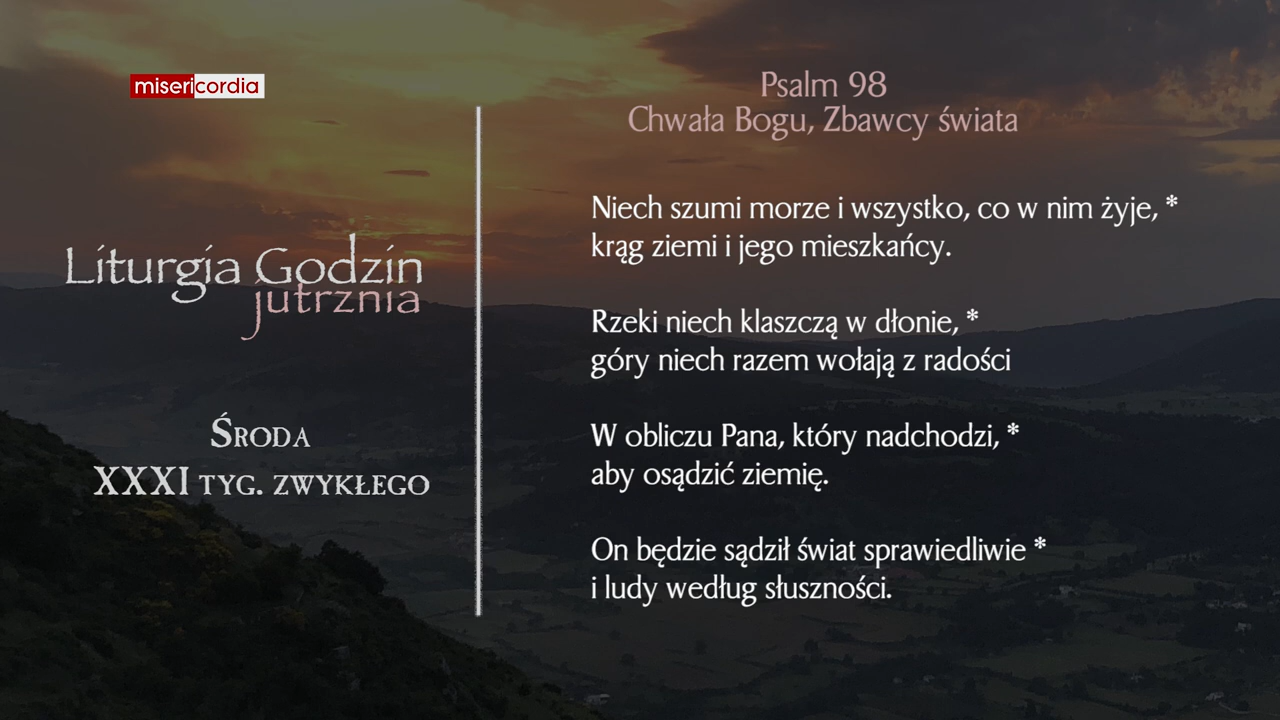 misericordia
Liturgia Godzin
jutrznia
Środa
XXXI tyg. zwykłego
Psalm 98
Chwała Bogu, Zbawcy świata
Niech szumi morze i wszystko, co w nim żyje, *
krąg ziemi i jego mieszkańcy.
Rzeki niech klaszczą w dłonie, *
góry niech razem wołają z radości
W obliczu Pana, który nadchodzi, *
aby osądzić ziemię.
On będzie sądził świat sprawiedliwie *
i ludy według słuszności.